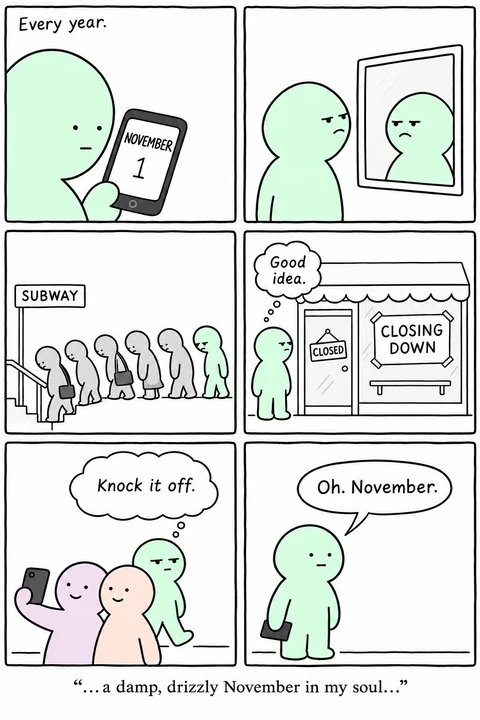 Every year.
NOVEMBER
1
SUBWAY
Good
idea.
CLOSED
CLOSING
DOWN
Knock it off.
Oh. November.
“…a damp, drizzly November in my soul…”